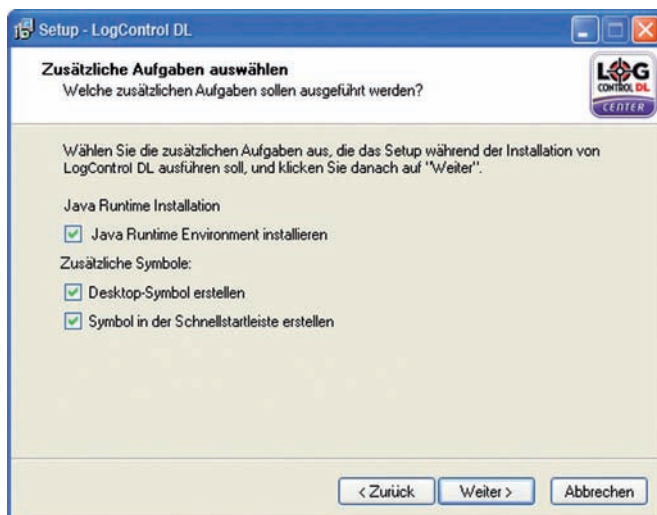 Setup - LogControl DL
Zusätzliche Aufgaben auswählen
Welche zusätzlichen Aufgaben sollen ausgeführt werden?
LOG
CONTROL DL
CENTER
Wählen Sie die zusätzlichen Aufgaben aus, die das Setup während der Installation von
LogControl DL ausführen soll, und klicken Sie danach auf "Weiter".
Java Runtime Installation
Java Runtime Environment installieren
Zusätzliche Symbole:
Desktop-Symbol erstellen
Symbol in der Schnellstartleiste erstellen
< Zurück
Weiter >
Abbrechen